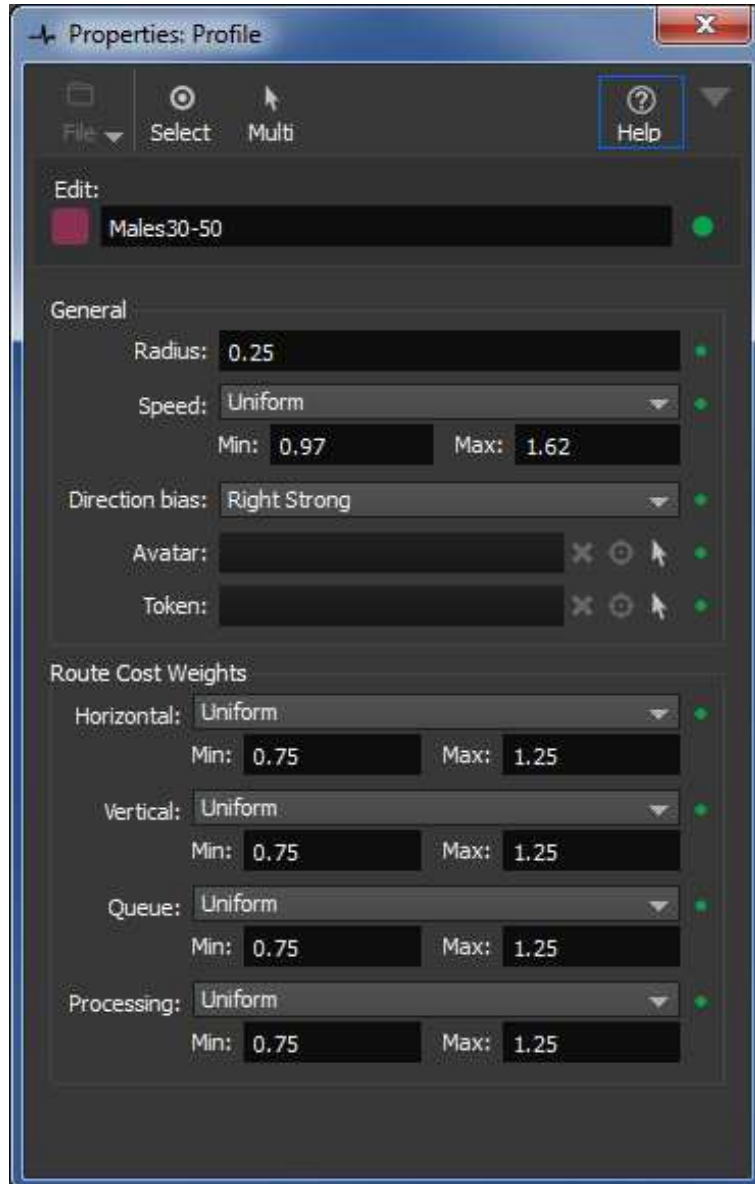 Properties: Profile
File Select Multi Help
Edit:
Males30-50
General
Radius: 0.25
Speed: Uniform
Min: 0.97 Max: 1.62
Direction bias: Right Strong
Avatar:
Token:
Route Cost Weights
Horizontal: Uniform
Min: 0.75 Max: 1.25
Vertical: Uniform
Min: 0.75 Max: 1.25
Queue: Uniform
Min: 0.75 Max: 1.25
Processing: Uniform
Min: 0.75 Max: 1.25